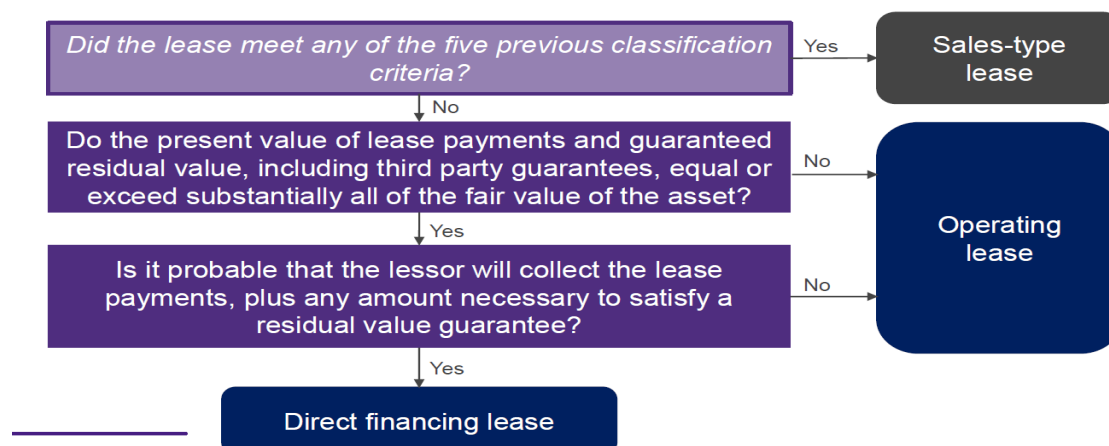 Did the lease meet any of the five previous classification
criteria?
Yes
Sales-type
lease
No
Do the present value of lease payments and guaranteed
residual value, including third party guarantees, equal or
exceed substantially all of the fair value of the asset?
No
Operating
lease
Yes
Is it probable that the lessor will collect the lease
payments, plus any amount necessary to satisfy a
residual value guarantee?
No
Yes
Direct financing lease